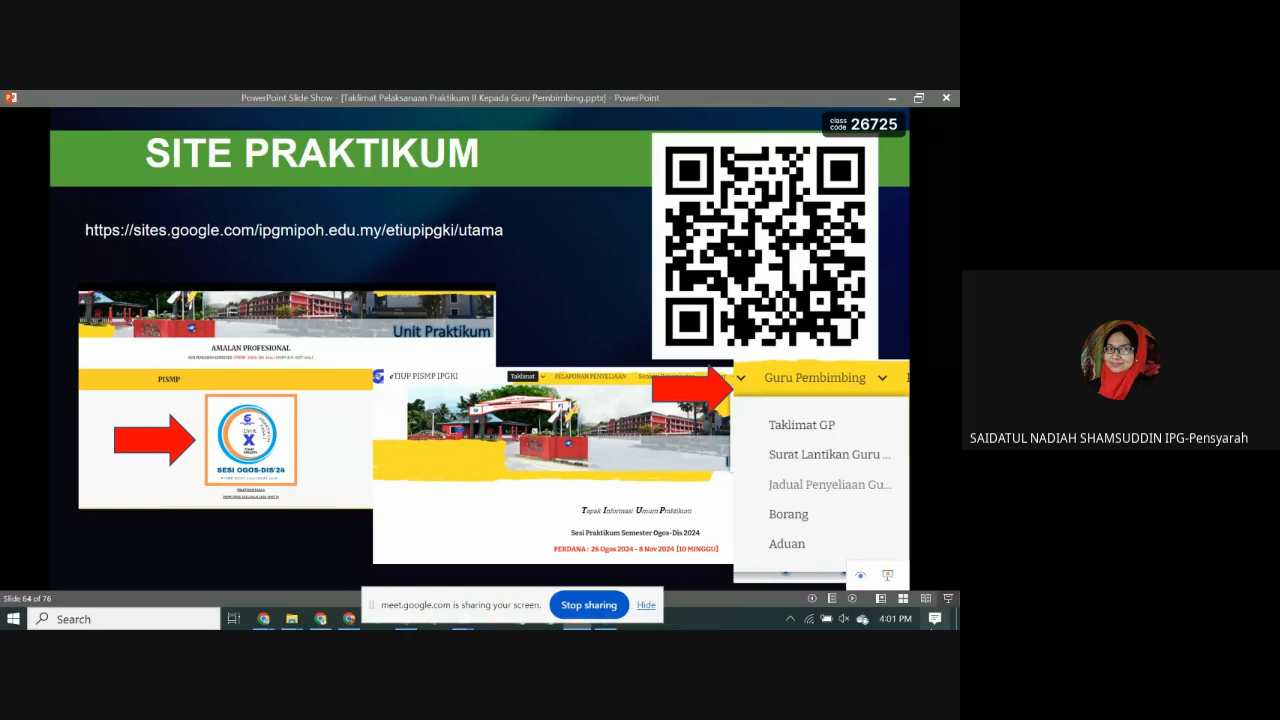 PowerPoint Slide Show - [Taklimat Pelaksanaan Praktikum II Kepada Guru Pembimbing.pptx] - PowerPoint
class code 26725
SITE PRAKTIKUM
https://sites.google.com/ipgmipoh.edu.my/etiupipgki/utama
Unit Praktikum
AMALAN PROFESIONAL
PISMP
Unit
X
SESI OGOS-DIS'24
eTIUP PISMP IPGKI
Taklimat
PELAPORAN PENYELIAAN
Guru Pembimbing
Taklimat GP
Surat Lantikan Guru ...
Jadual Penyeliaan Gu...
Borang
Aduan
Tapak Informasi Umum Praktikum
Sesi Praktikum Semester Ogos-Dis 2024
PERDANA : 26 Ogos 2024 - 8 Nov 2024 [10 MINGGU]
SAIDATUL NADIAH SHAMSUDDIN IPG-Pensyarah
Slide 64 of 76
meet.google.com is sharing your screen.
Stop sharing
Hide
Search
4:01 PM